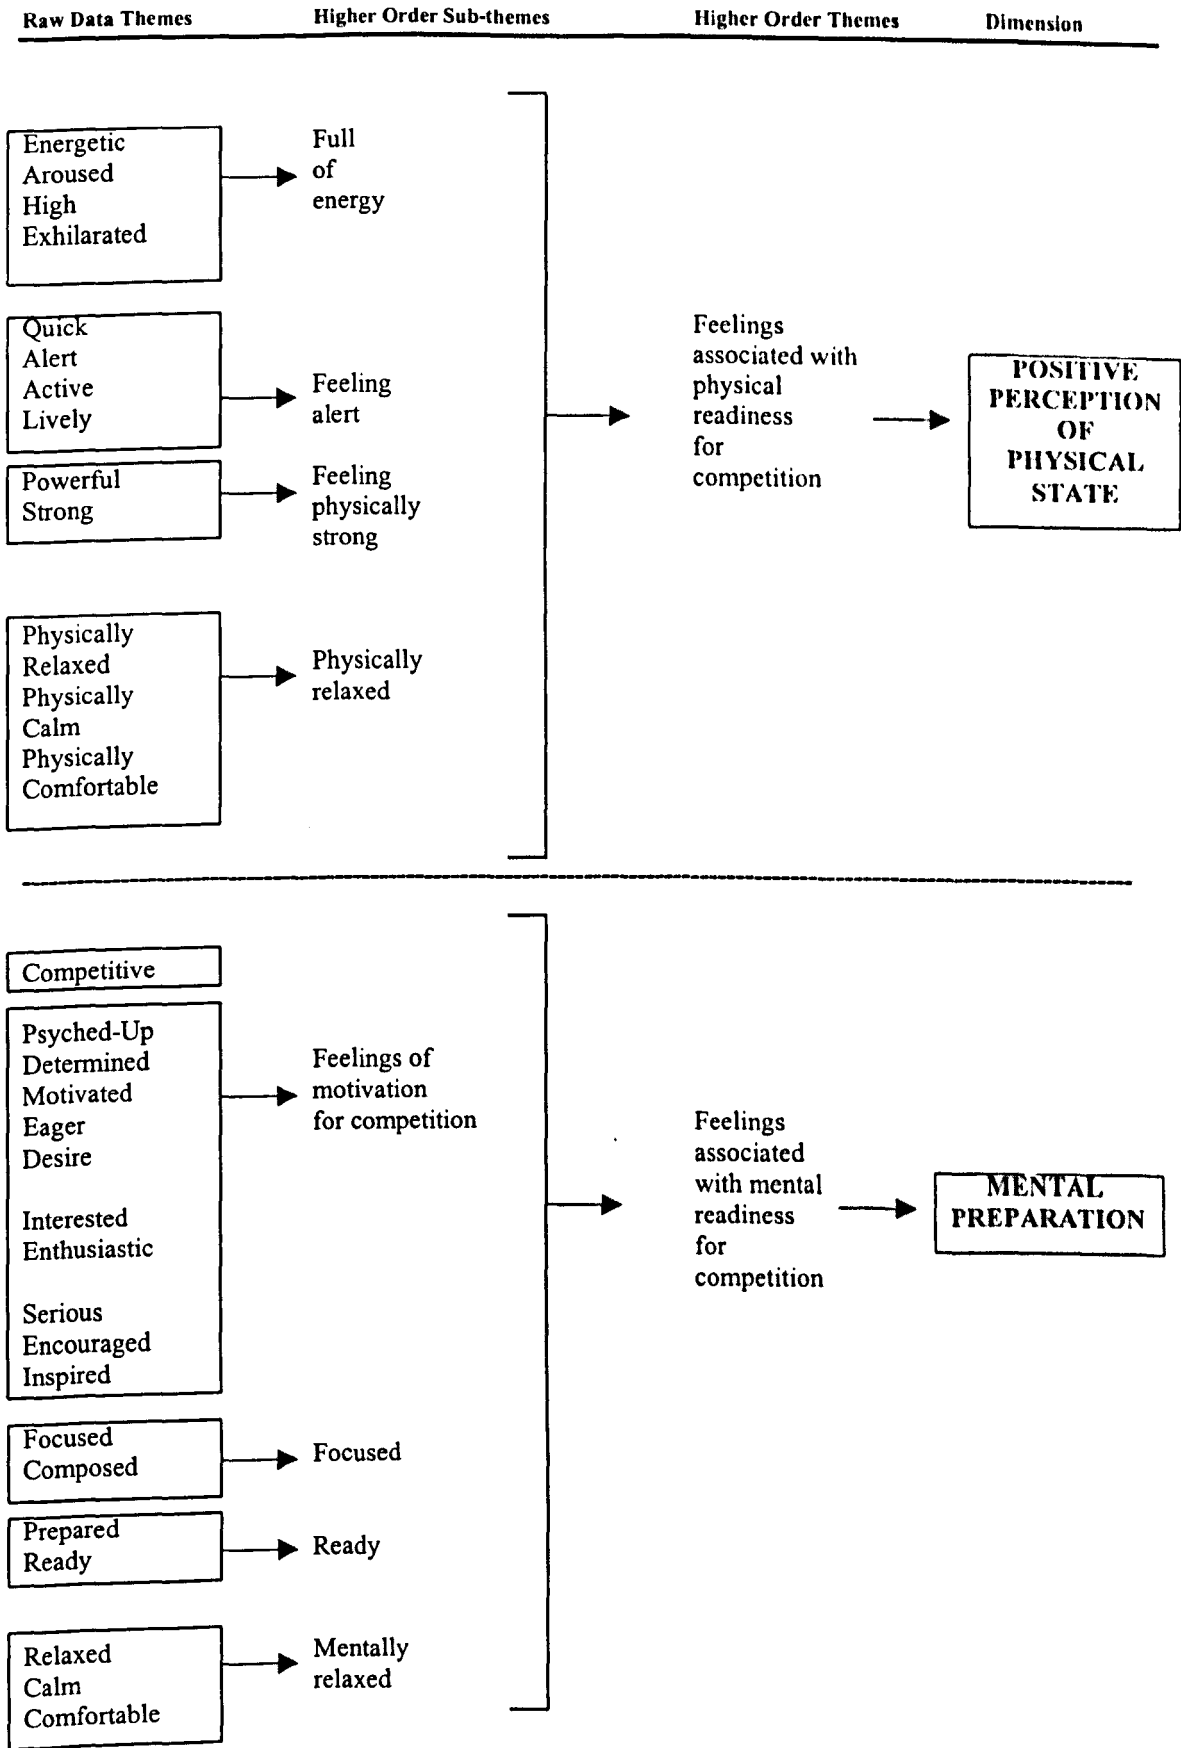 Raw Data Themes Higher Order Sub-themes Higher Order Themes Dimension
Energetic
Aroused
High
Exhilarated
Full
of
energy
Quick
Alert
Active
Lively
Feeling
alert
Powerful
Strong
Feeling
physically
strong
Physically
Relaxed
Physically
Calm
Physically
Comfortable
Physically
relaxed
Feelings
associated with
physical
readiness
for
competition
POSITIVE
PERCEPTION
OF
PHYSICAL
STATE
Competitive
Psyched-Up
Determined
Motivated
Eager
Desire
Interested
Enthusiastic
Serious
Encouraged
Inspired
Feelings of
motivation
for competition
Focused
Composed
Focused
Prepared
Ready
Ready
Relaxed
Calm
Comfortable
Mentally
relaxed
Feelings
associated
with mental
readiness
for
competition
MENTAL
PREPARATION